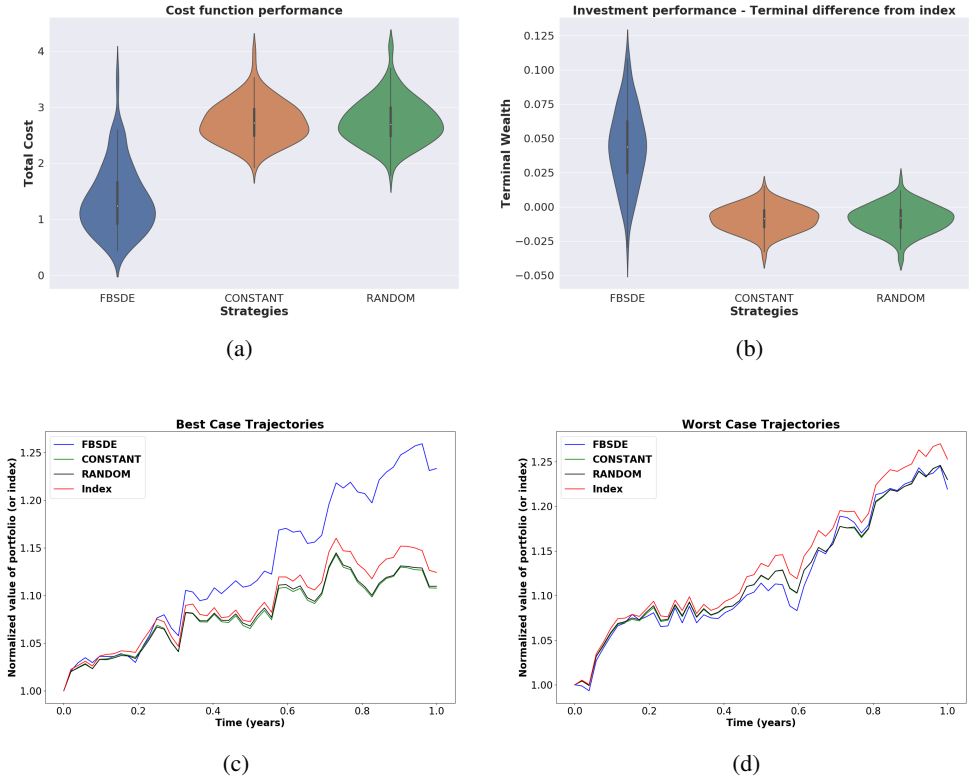 Cost function performance
Total Cost
4
3
2
1
0
FBSDE CONSTANT RANDOM
Strategies
(a)
Investment performance - Terminal difference from index
Terminal Wealth
0.125
0.100
0.075
0.050
0.025
0.000
−0.025
−0.050
FBSDE CONSTANT RANDOM
Strategies
(b)
Best Case Trajectories
Normalized value of portfolio (or index)
FBSDE
CONSTANT
RANDOM
Index
1.25
1.20
1.15
1.10
1.05
1.00
0.0 0.2 0.4 0.6 0.8 1.0
Time (years)
(c)
Worst Case Trajectories
Normalized value of portfolio (or index)
FBSDE
CONSTANT
RANDOM
Index
1.25
1.20
1.15
1.10
1.05
1.00
0.0 0.2 0.4 0.6 0.8 1.0
Time (years)
(d)